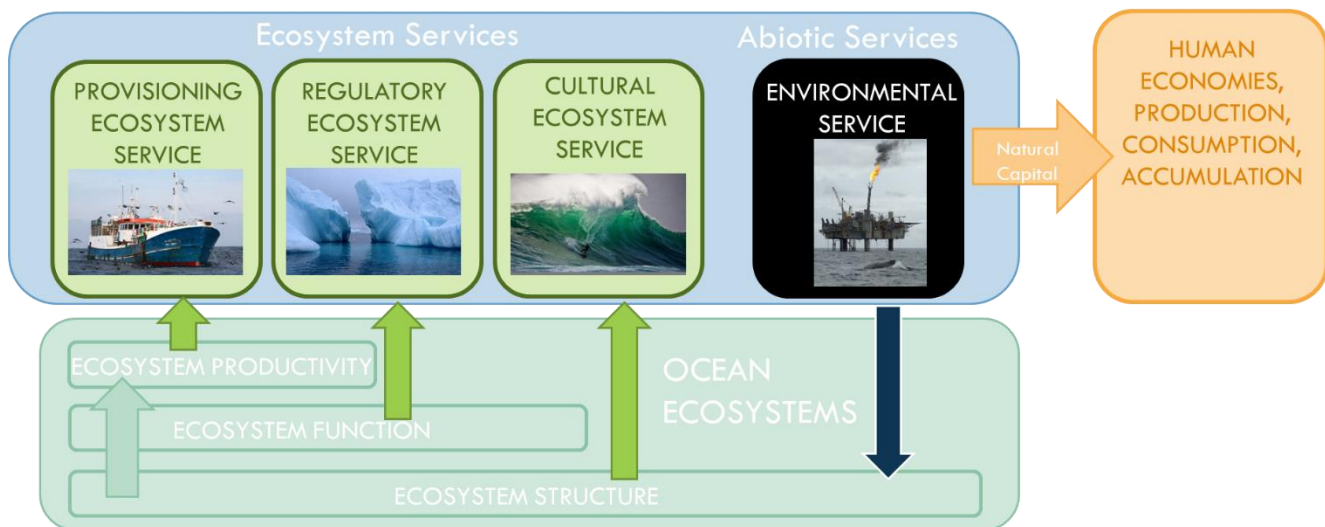 Ecosystem Services
Abiotic Services
PROVISIONING
ECOSYSTEM
SERVICE
REGULATORY
ECOSYSTEM
SERVICE
CULTURAL
ECOSYSTEM
SERVICE
ENVIRONMENTAL
SERVICE
Natural
Capital
HUMAN
ECONOMIES,
PRODUCTION,
CONSUMPTION,
ACCUMULATION
ECOSYSTEM PRODUCTIVITY
ECOSYSTEM FUNCTION
ECOSYSTEM STRUCTURE
OCEAN
ECOSYSTEMS